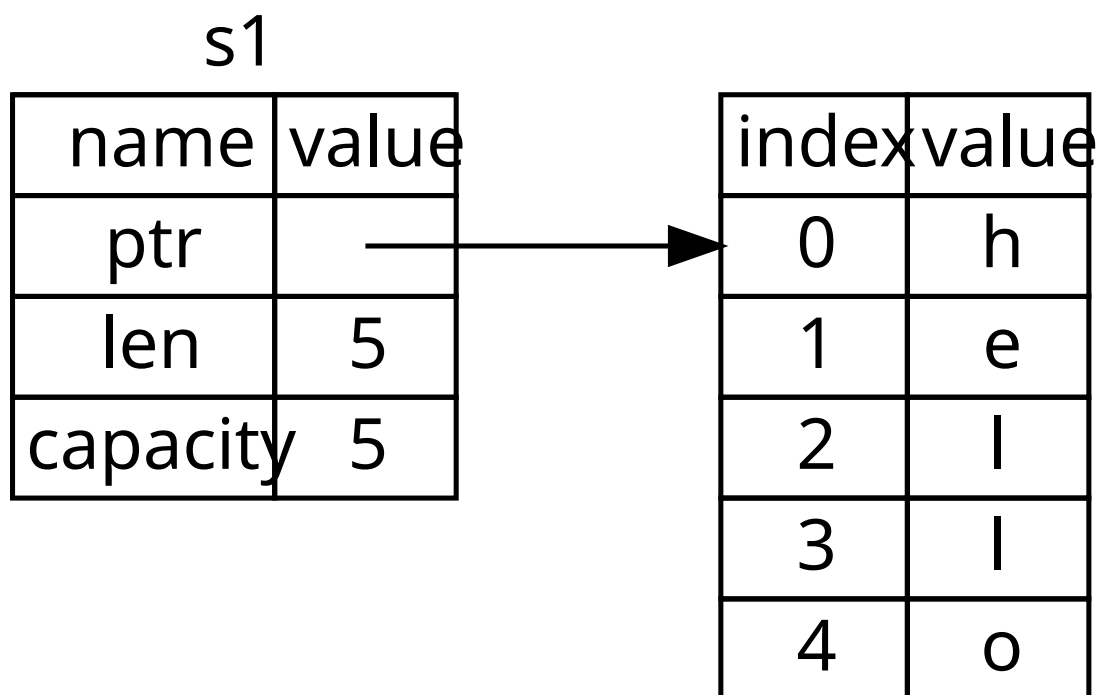 s1
name value
ptr
len 5
capacity 5
index value
0 h
1 e
2 l
3 l
4 o